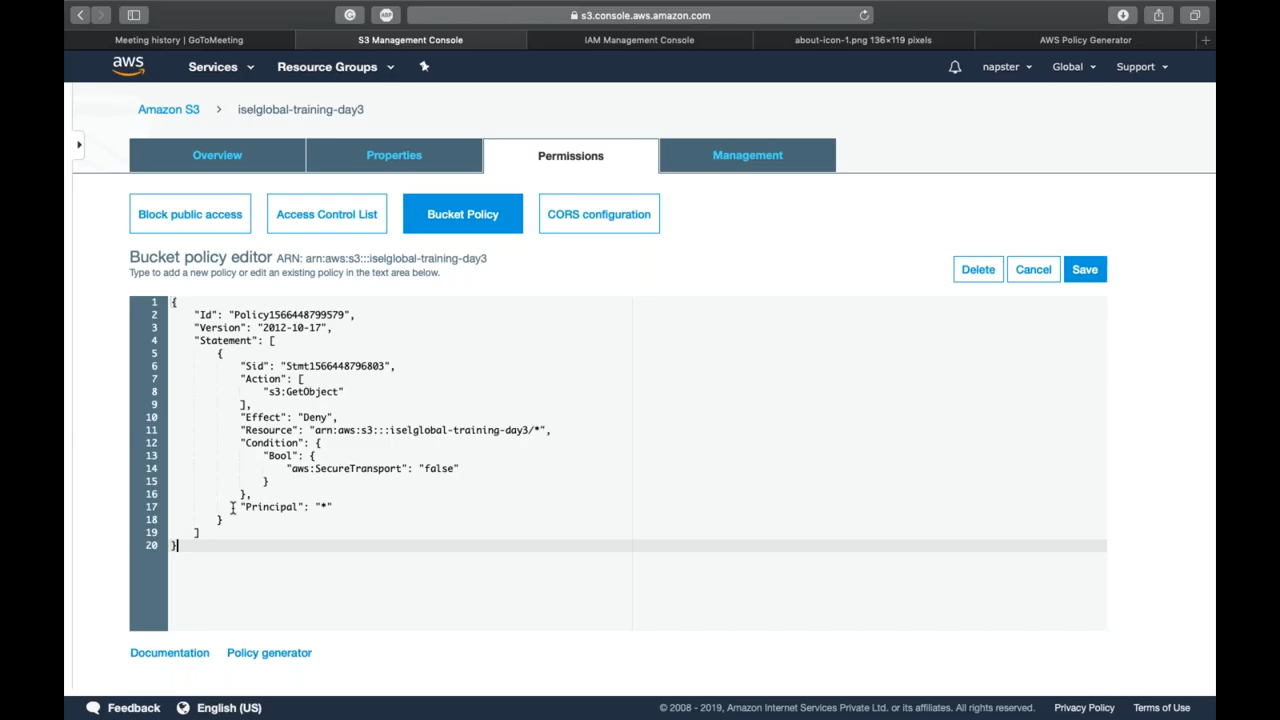 s3.console.aws.amazon.com
Meeting history | GoToMeeting
S3 Management Console
IAM Management Console
about-icon-1.png 136×119 pixels
AWS Policy Generator
aws
Services
Resource Groups
napster
Global
Support
Amazon S3 > iselglobal-training-day3
Overview
Properties
Permissions
Management
Block public access
Access Control List
Bucket Policy
CORS configuration
Bucket policy editor ARN: arn:aws:s3:::iselglobal-training-day3
Type to add a new policy or edit an existing policy in the text area below.
Delete
Cancel
Save
1 {
2 "Id": "Policy1566448799579",
3 "Version": "2012-10-17",
4 "Statement": [
5 {
6 "Sid": "Stmt1566448796803",
7 "Action": [
8 "s3:GetObject"
9 ],
10 "Effect": "Deny",
11 "Resource": "arn:aws:s3:::iselglobal-training-day3/*",
12 "Condition": {
13 "Bool": {
14 "aws:SecureTransport": "false"
15 }
16 },
17 "Principal": "*"
18 }
19 ]
20 }
Documentation
Policy generator
Feedback
English (US)
© 2008 - 2019, Amazon Internet Services Private Ltd. or its affiliates. All rights reserved.
Privacy Policy
Terms of Use